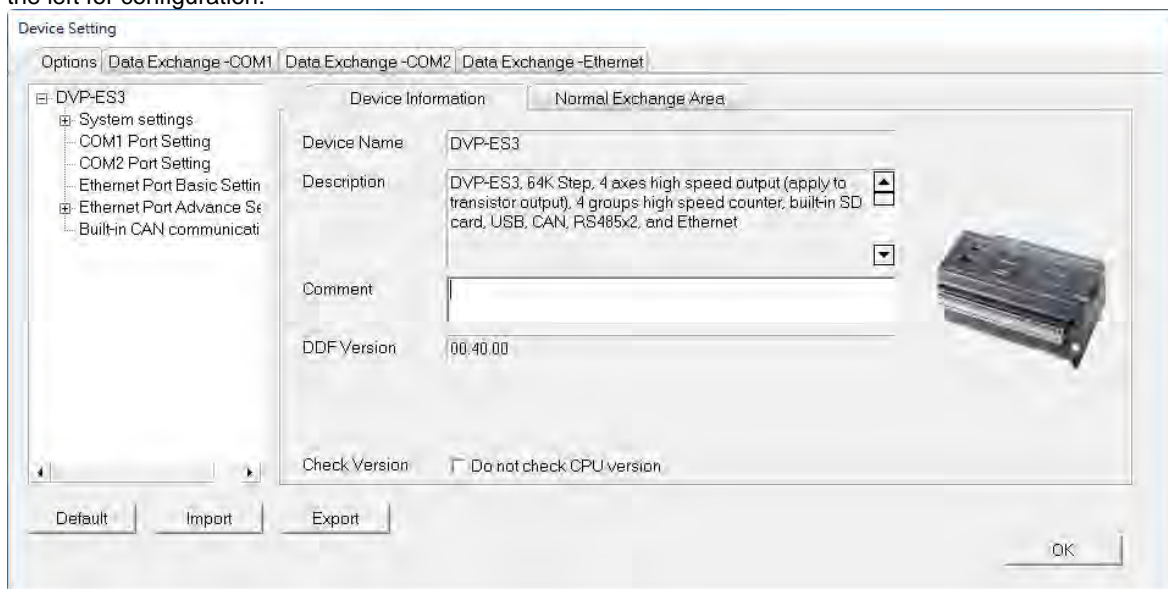 the left for configuration.
Device Setting
Options Data Exchange -COM1 Data Exchange -COM2 Data Exchange -Ethernet
DVP-ES3
System settings
COM1 Port Setting
COM2 Port Setting
Ethernet Port Basic Settin
Ethernet Port Advance Se
Built-in CAN communicati
Device Information Normal Exchange Area
Device Name DVP-ES3
Description DVP-ES3, 64K Step, 4 axes high speed output (apply to
transistor output), 4 groups high speed counter, built-in SD
card, USB, CAN, RS485x2, and Ethernet
Comment
DDF Version 00.40.00
Check Version Do not check CPU version
Default Import Export
OK